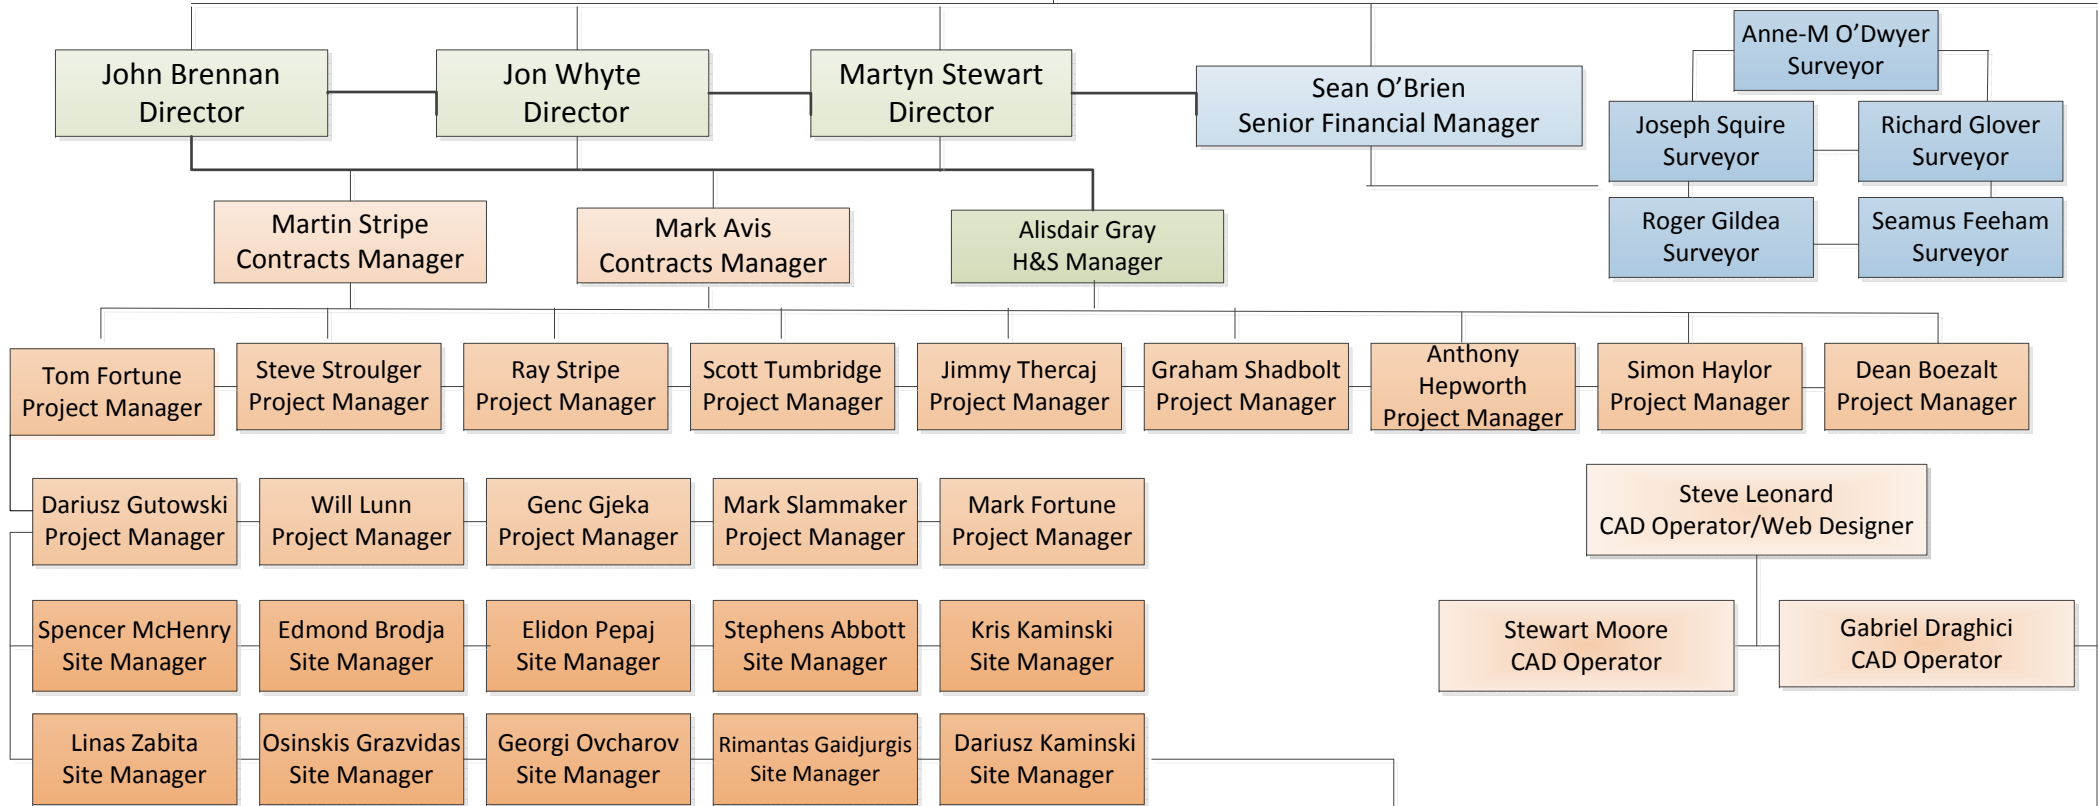 John Brennan
Director
Jon Whyte
Director
Martyn Stewart
Director
Sean O'Brien
Senior Financial Manager
Anne-M O'Dwyer
Surveyor
Joseph Squire
Surveyor
Richard Glover
Surveyor
Roger Gildea
Surveyor
Seamus Feeham
Surveyor
Martin Stripe
Contracts Manager
Mark Avis
Contracts Manager
Alisdair Gray
H&S Manager
Tom Fortune
Project Manager
Steve Stroulger
Project Manager
Ray Stripe
Project Manager
Scott Tumbridge
Project Manager
Jimmy Thercaj
Project Manager
Graham Shadbolt
Project Manager
Anthony
Hepworth
Project Manager
Simon Haylor
Project Manager
Dean Boezalt
Project Manager
Dariusz Gutowski
Project Manager
Will Lunn
Project Manager
Genc Gjeka
Project Manager
Mark Slammaker
Project Manager
Mark Fortune
Project Manager
Steve Leonard
CAD Operator/Web Designer
Spencer McHenry
Site Manager
Edmond Brodja
Site Manager
Elidon Pepaj
Site Manager
Stephens Abbott
Site Manager
Kris Kaminski
Site Manager
Stewart Moore
CAD Operator
Gabriel Draghici
CAD Operator
Linas Zabita
Site Manager
Osinskis Grazvidas
Site Manager
Georgi Ovcharov
Site Manager
Rimantas Gaidjurgis
Site Manager
Dariusz Kaminski
Site Manager